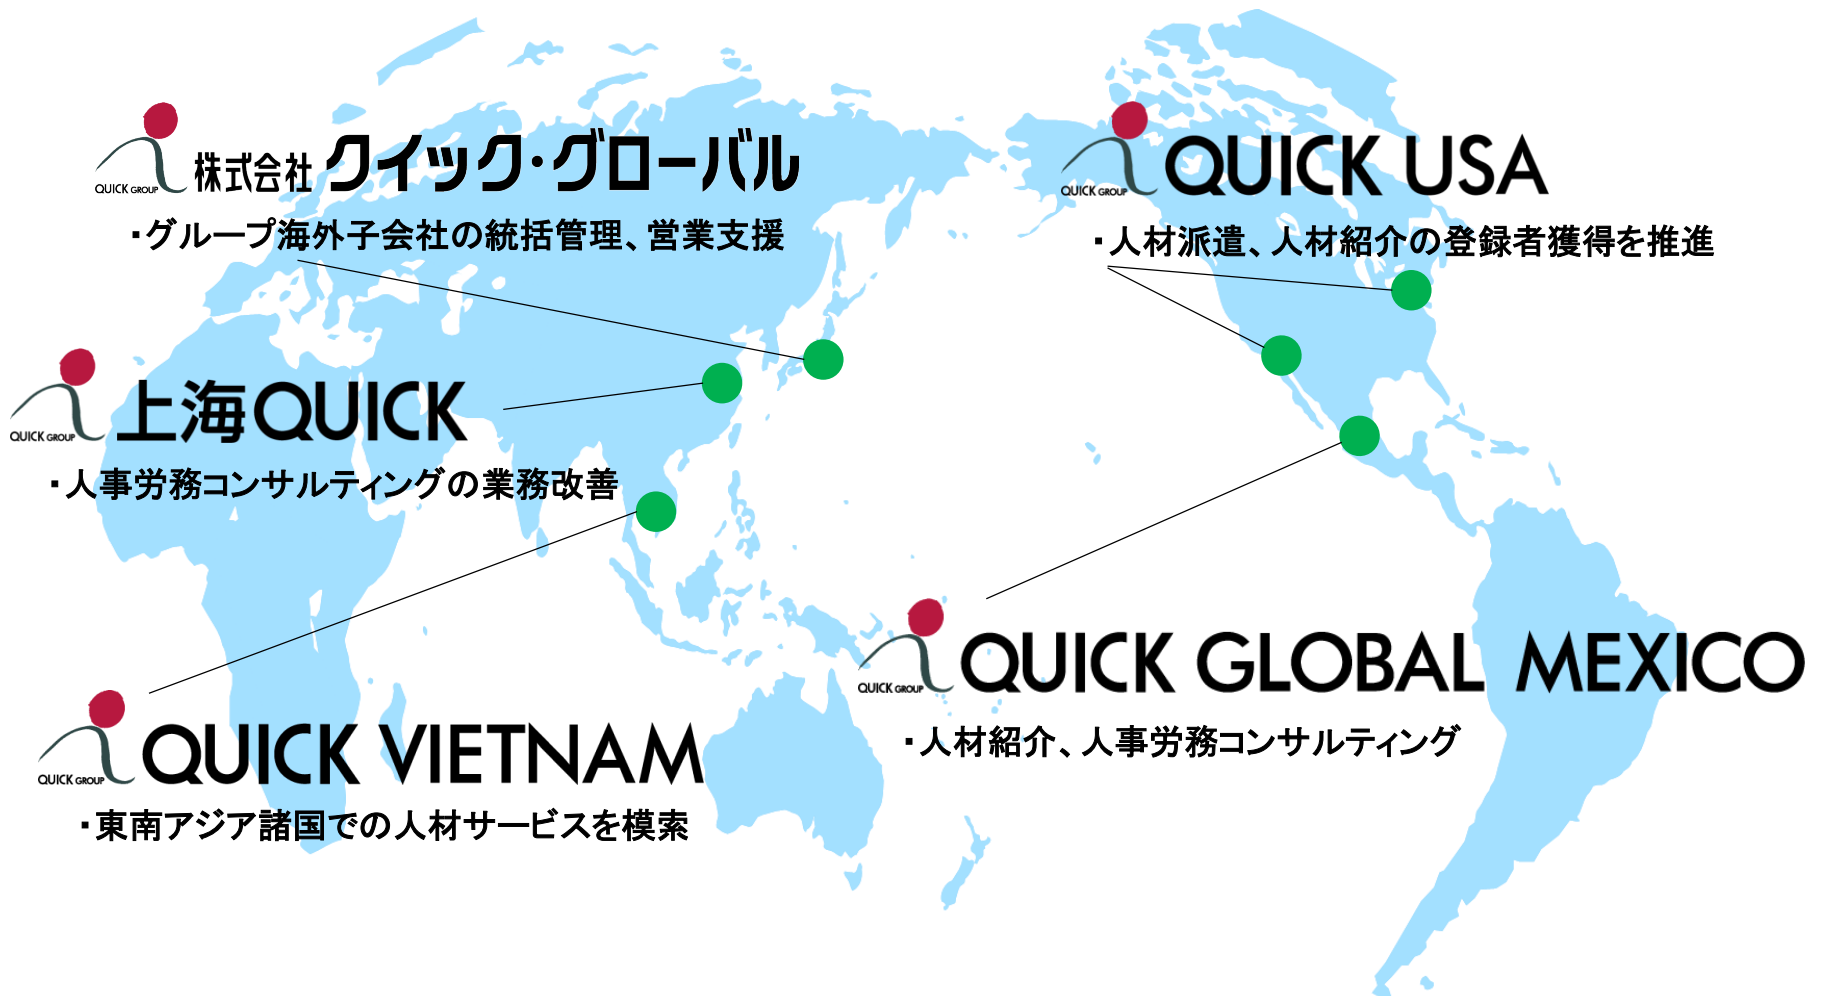 QUICK GROUP
株式会社 クイック・グローバル
・グループ海外子会社の統括管理、営業支援
QUICK GROUP
QUICK USA
・人材派遣、人材紹介の登録者獲得を推進
QUICK GROUP
上海QUICK
・人事労務コンサルティングの業務改善
QUICK GROUP
QUICK GLOBAL MEXICO
・人材紹介、人事労務コンサルティング
QUICK GROUP
QUICK VIETNAM
・東南アジア諸国での人材サービスを模索